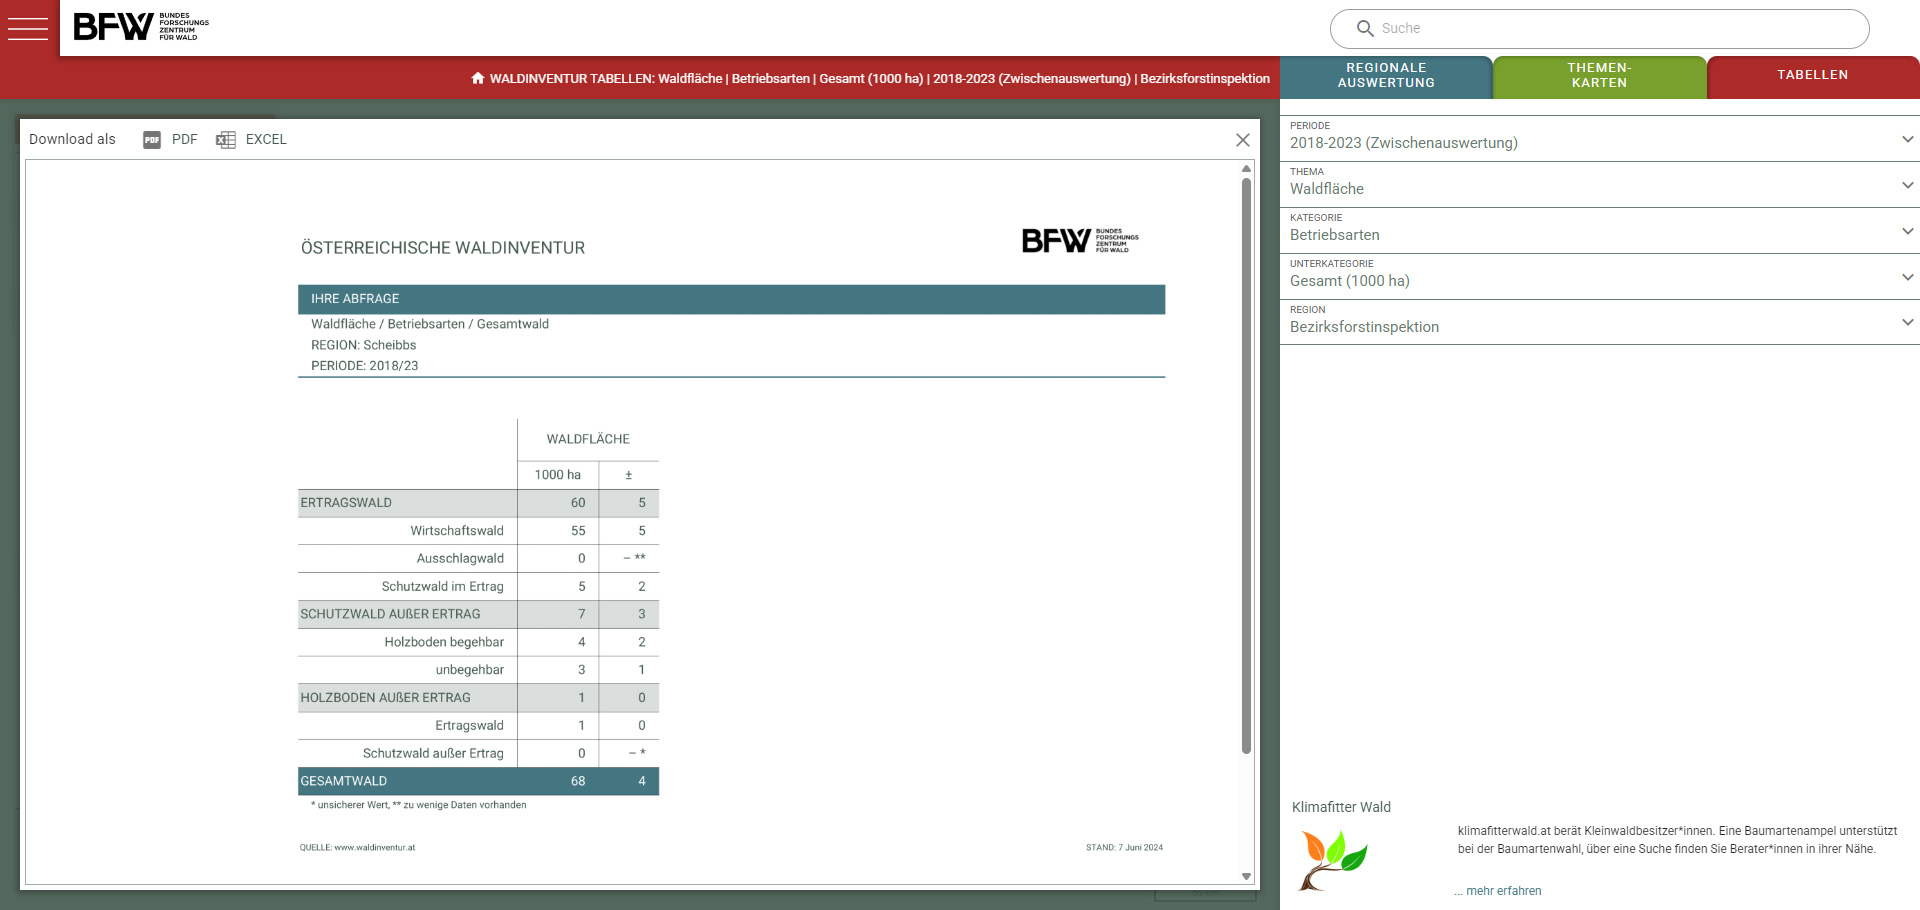 BFW
BUNDES
FORSCHUNGS
ZENTRUM
FÜR WALD
Suche
WALDINVENTUR TABELLEN: Waldfläche | Betriebsarten | Gesamt (1000 ha) | 2018-2023 (Zwischenauswertung) | Bezirksforstinspektion
REGIONALE
AUSWERTUNG
THEMEN-
KARTEN
TABELLEN
Download als
PDF
PDF
EXCEL
ÖSTERREICHISCHE WALDINVENTUR
BFW
BUNDES
FORSCHUNGS
ZENTRUM
FÜR WALD
IHRE ABFRAGE
Waldfläche / Betriebsarten / Gesamtwald
REGION: Scheibbs
PERIODE: 2018/23
WALDFLÄCHE
1000 ha ±
ERTRAGSWALD 60 5
Wirtschaftswald 55 5
Ausschlagwald 0 – **
Schutzwald im Ertrag 5 2
SCHUTZWALD AUßER ERTRAG 7 3
Holzboden begehbar 4 2
unbegehbar 3 1
HOLZBODEN AUßER ERTRAG 1 0
Ertragswald 1 0
Schutzwald außer Ertrag 0 – *
GESAMTWALD 68 4
* unsicherer Wert, ** zu wenige Daten vorhanden
QUELLE: www.waldinventur.at
STAND: 7 Juni 2024
PERIODE
2018-2023 (Zwischenauswertung)
THEMA
Waldfläche
KATEGORIE
Betriebsarten
UNTERKATEGORIE
Gesamt (1000 ha)
REGION
Bezirksforstinspektion
Klimafitter Wald
klimafitterwald.at berät Kleinwaldbesitzer*innen. Eine Baumartenampel unterstützt
bei der Baumartenwahl, über eine Suche finden Sie Berater*innen in ihrer Nähe.
... mehr erfahren